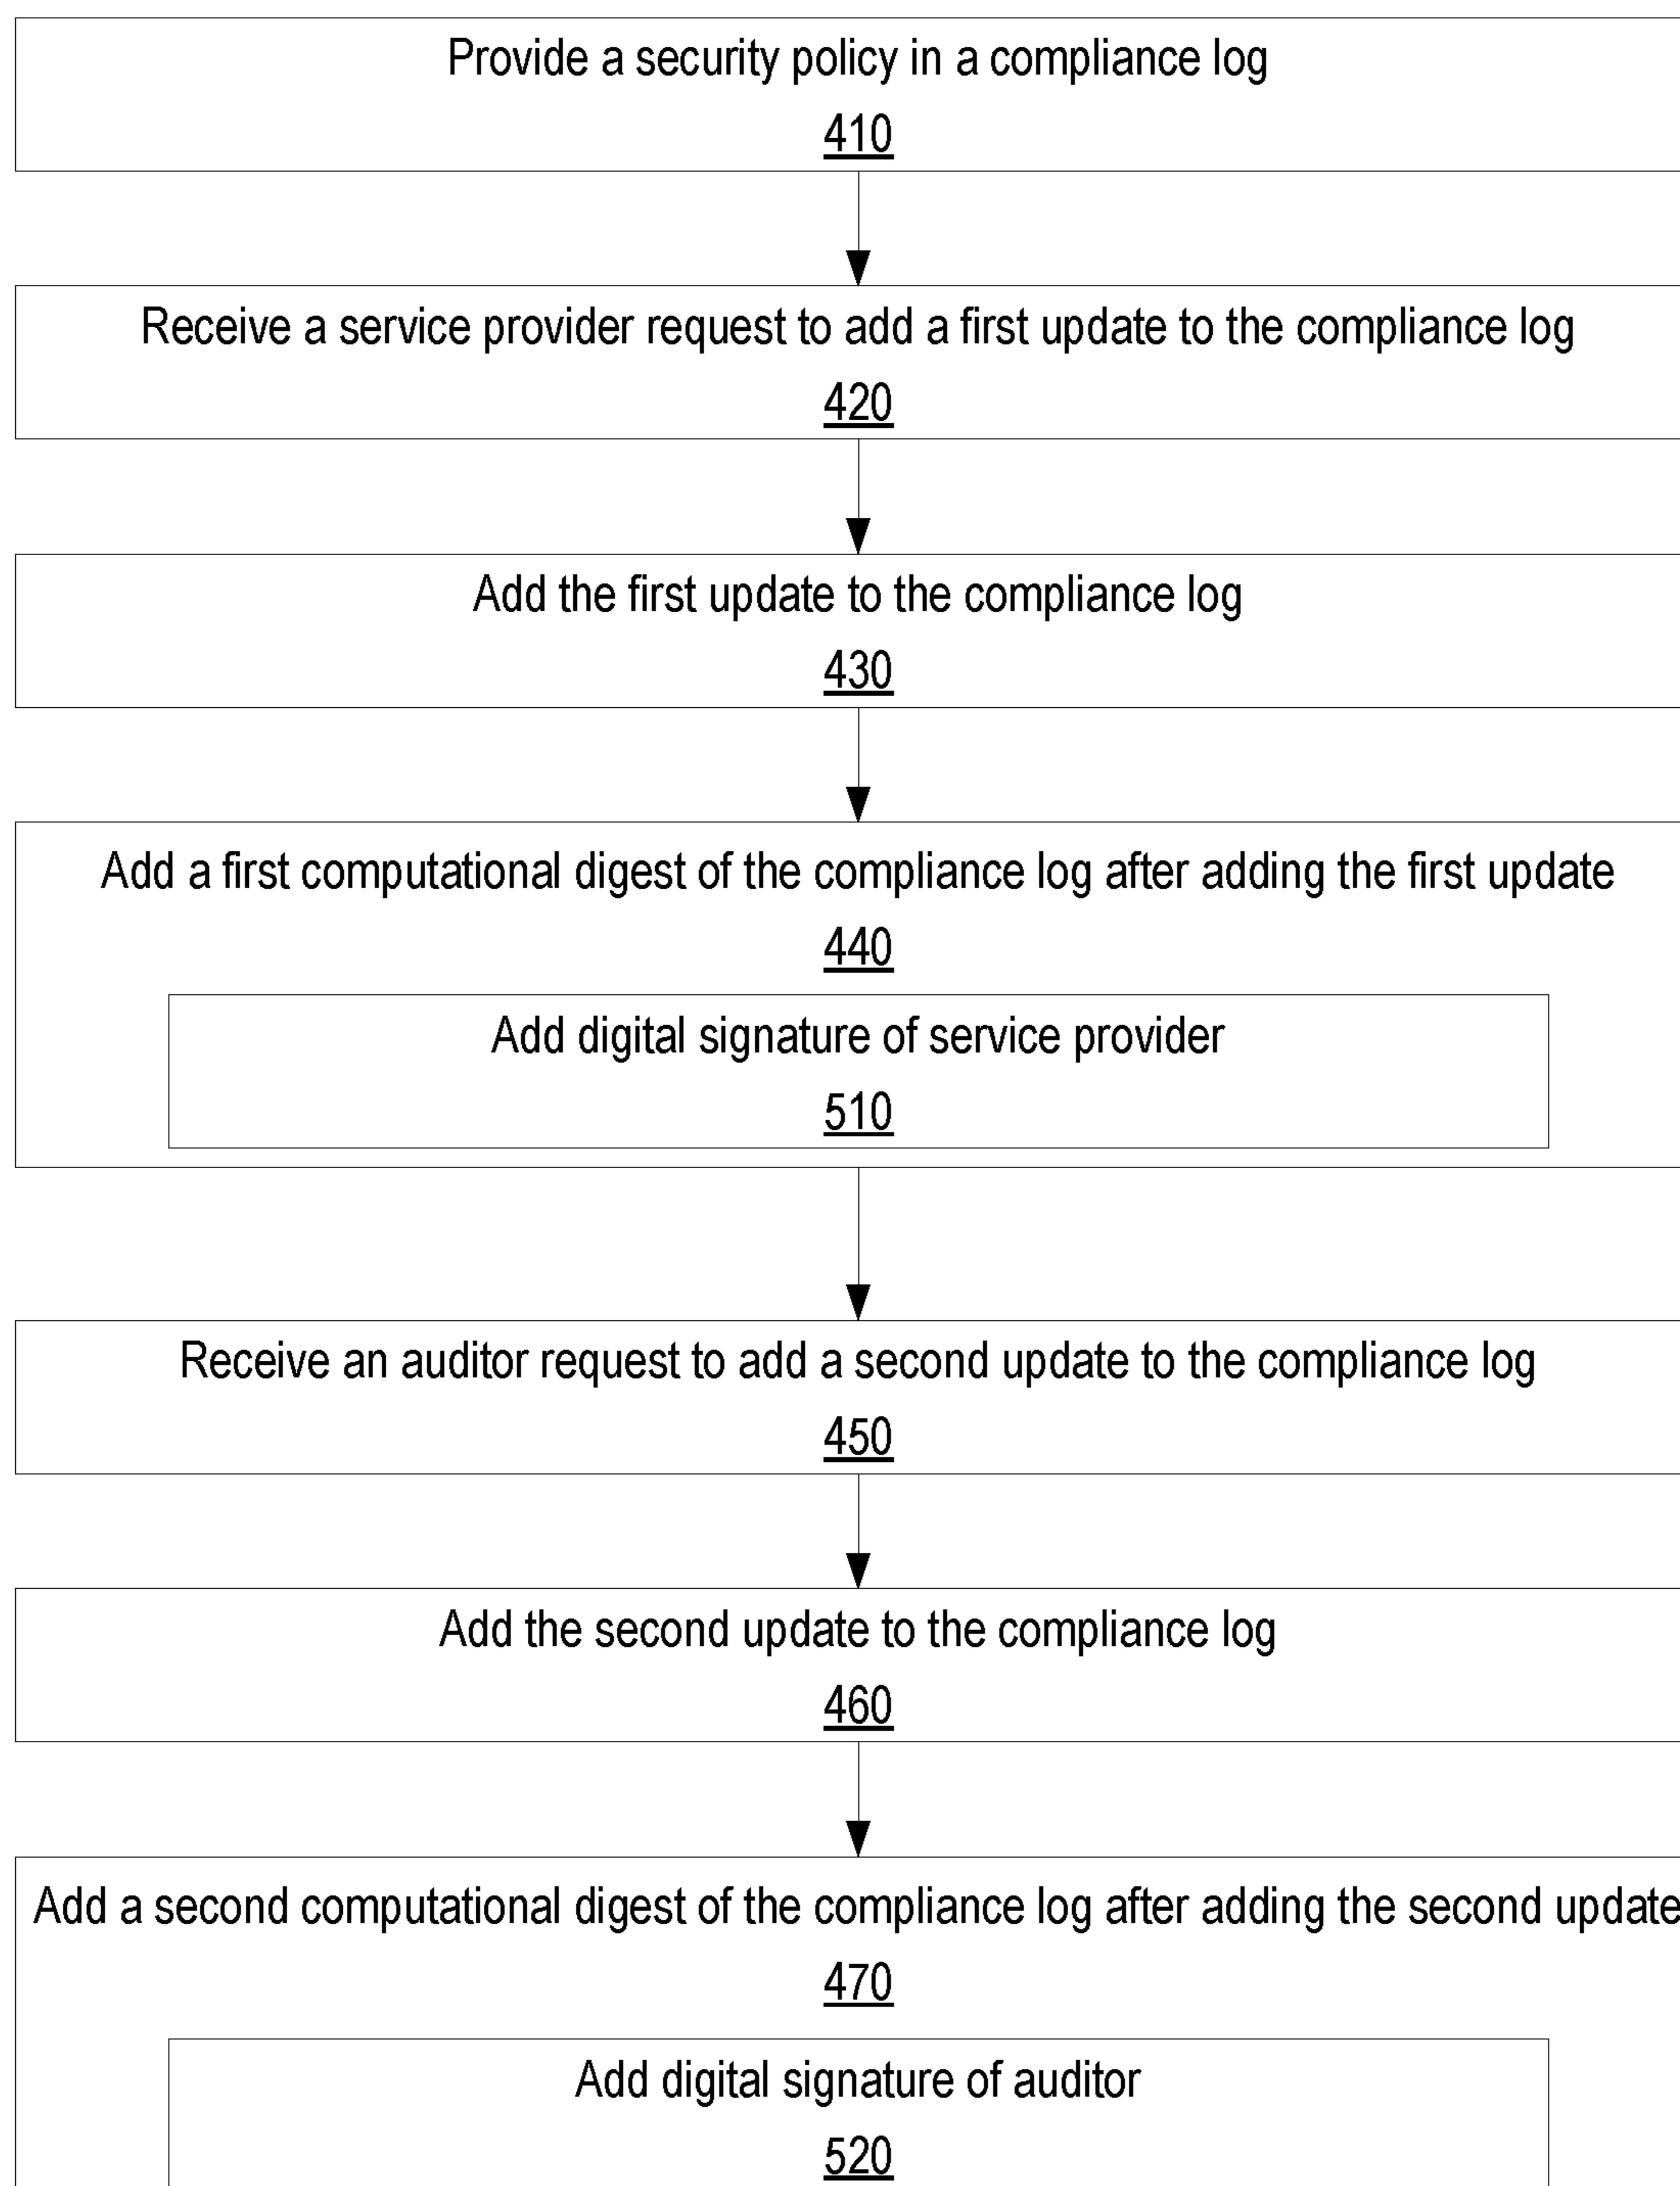 Provide a security policy in a compliance log
410
Receive a service provider request to add a first update to the compliance log
420
Add the first update to the compliance log
430
Add a first computational digest of the compliance log after adding the first update
440
Add digital signature of service provider
510
Receive an auditor request to add a second update to the compliance log
450
Add the second update to the compliance log
460
Add a second computational digest of the compliance log after adding the second update
470
Add digital signature of auditor
520